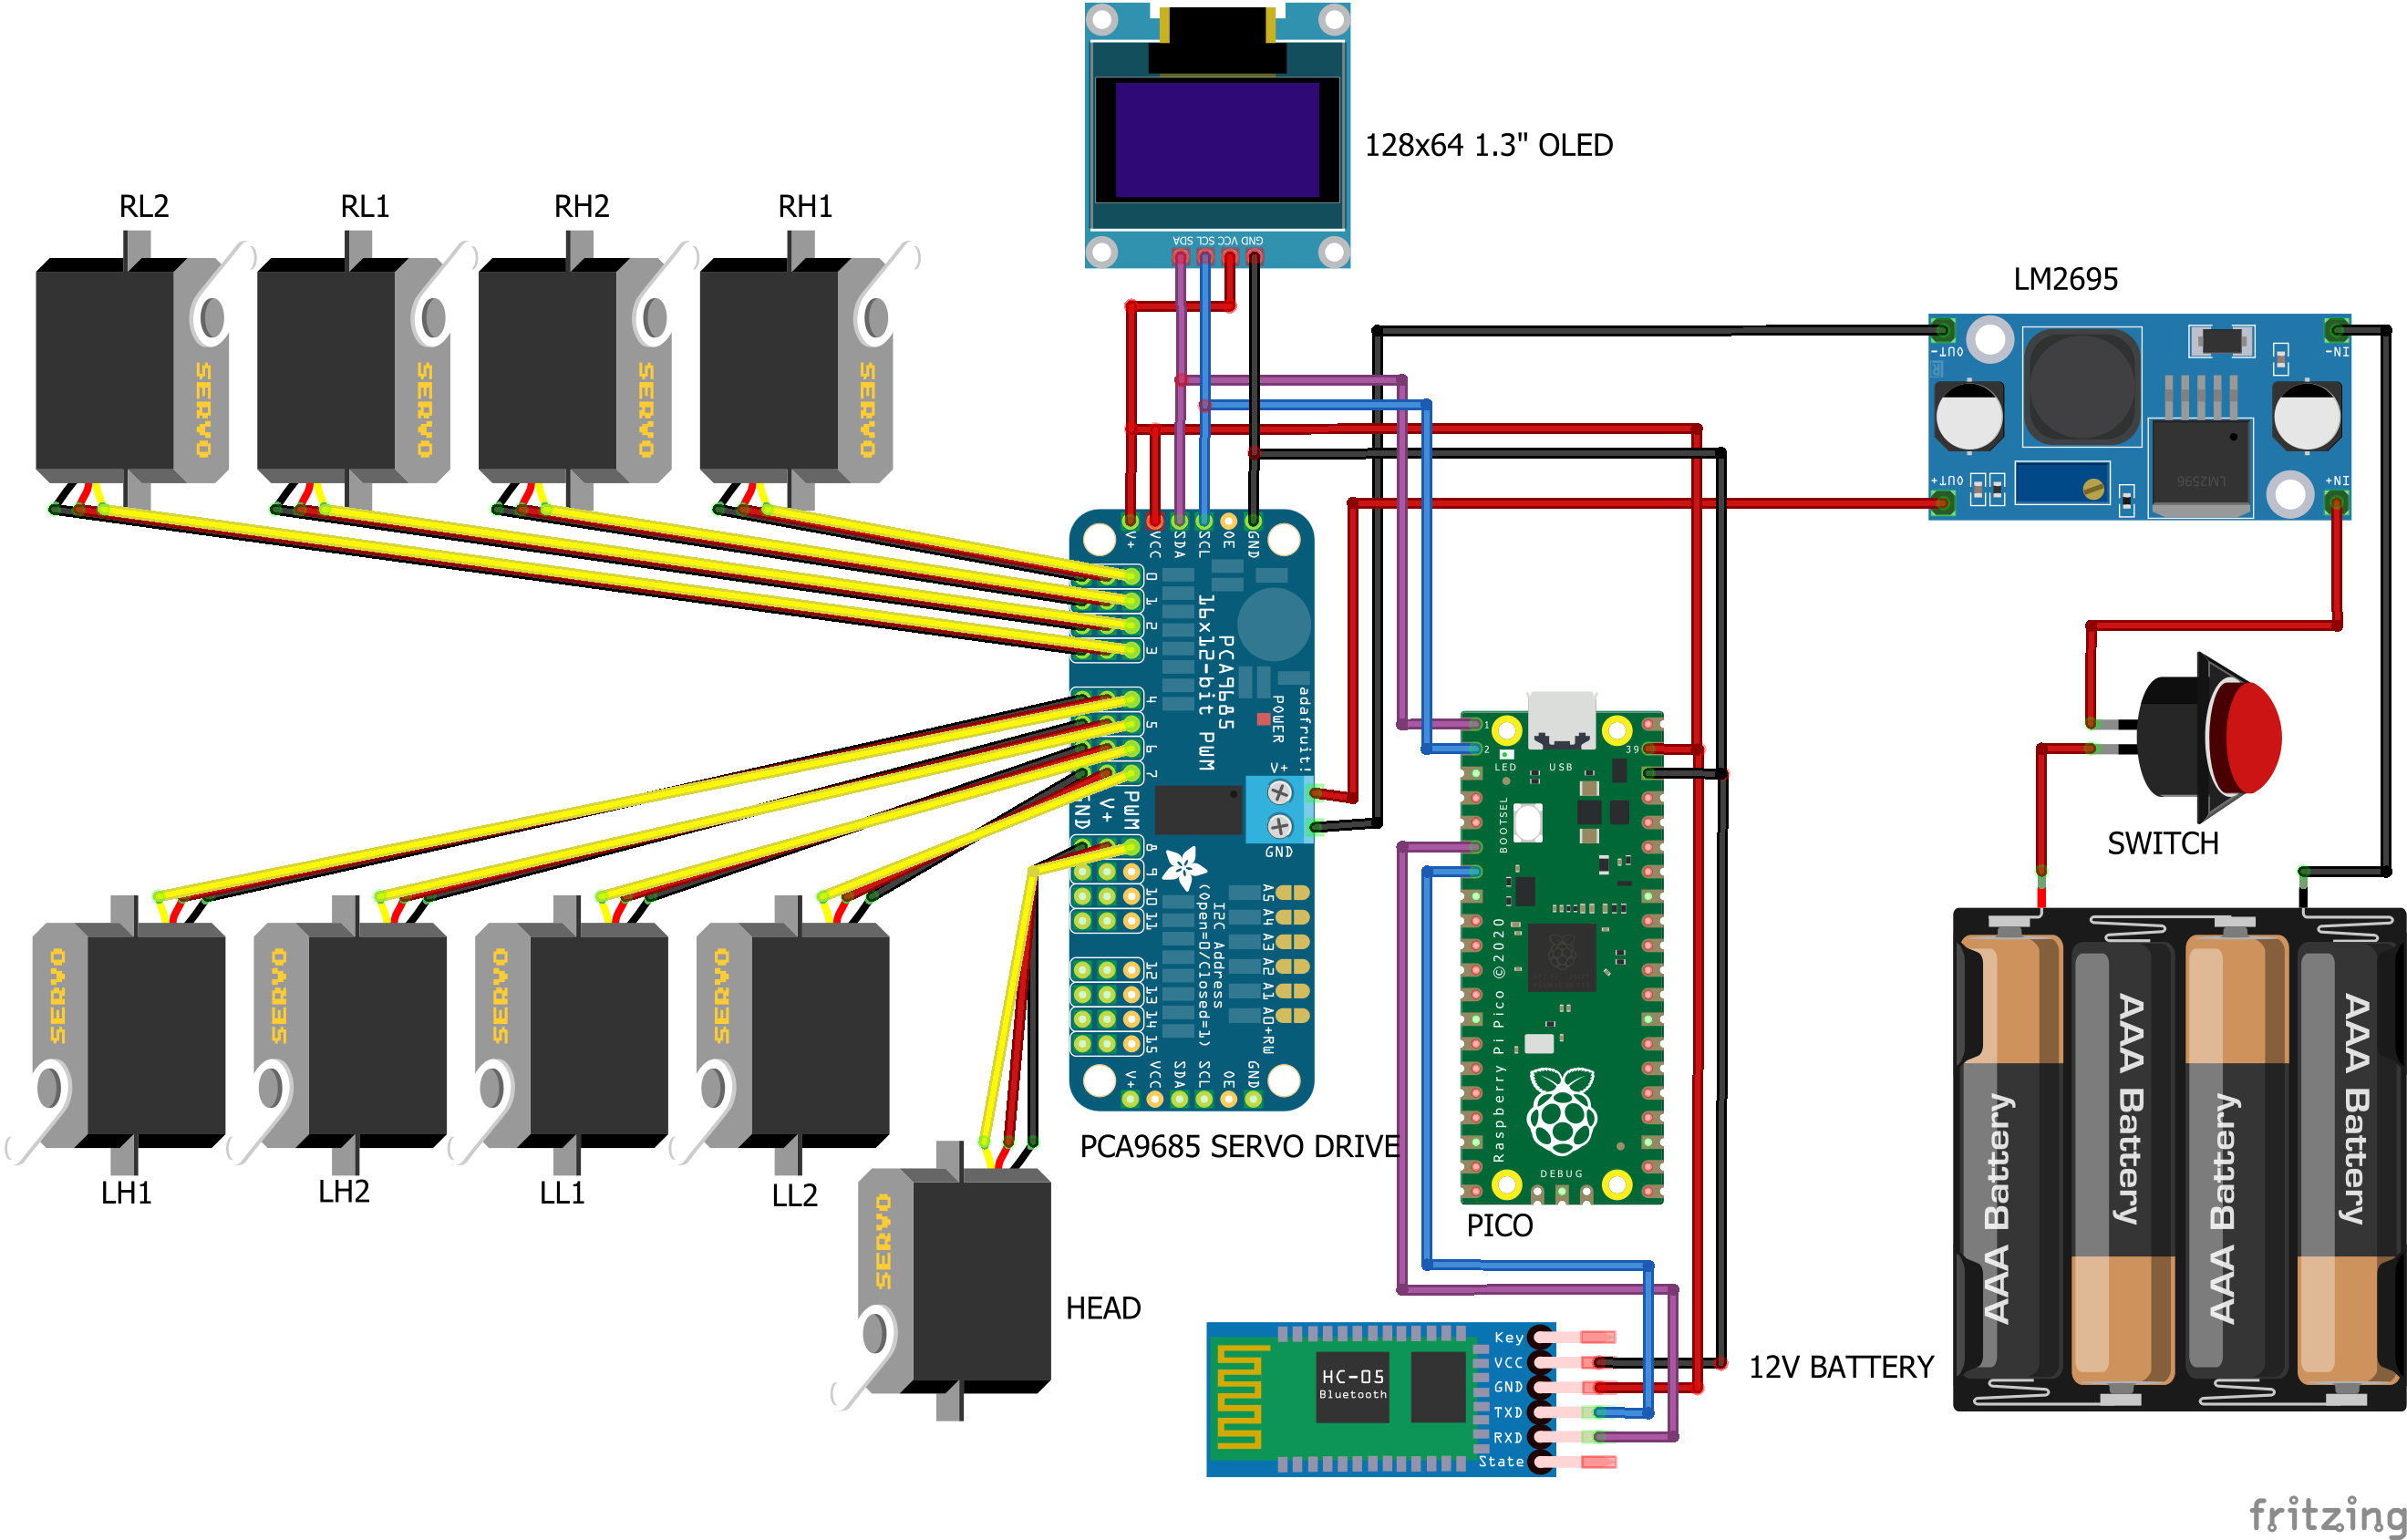 128x64 1.3" OLED
SDA SCL VCC GND
RL2
RL1
RH2
RH1
SERVO
SERVO
SERVO
SERVO
LM2695
OUT-
IN-
OUT+
IN+
LM2596
V+
VCC
SDA
SCL
OE
GND
0
1
2
3
4
5
6
7
8
9
10
11
12
13
14
15
16x12-bit PWM
PCA9685
adafruit!
POWER
V+
GND
GND
V+
PWM
I2C Address
(Open=0/Closed=1)
A5 A4 A3 A2 A1 A0+RW
V+
VCC
SDA
SCL
OE
GND
PCA9685 SERVO DRIVE
1
2
39
LED
USB
BOOTSEL
Raspberry Pi Pico ©2020
DEBUG
PICO
SWITCH
SERVO
SERVO
SERVO
SERVO
LH1
LH2
LL1
LL2
SERVO
HEAD
HC-05
Bluetooth
Key
VCC
GND
TXD
RXD
State
12V BATTERY
AAA Battery
AAA Battery
AAA Battery
AAA Battery
fritzing